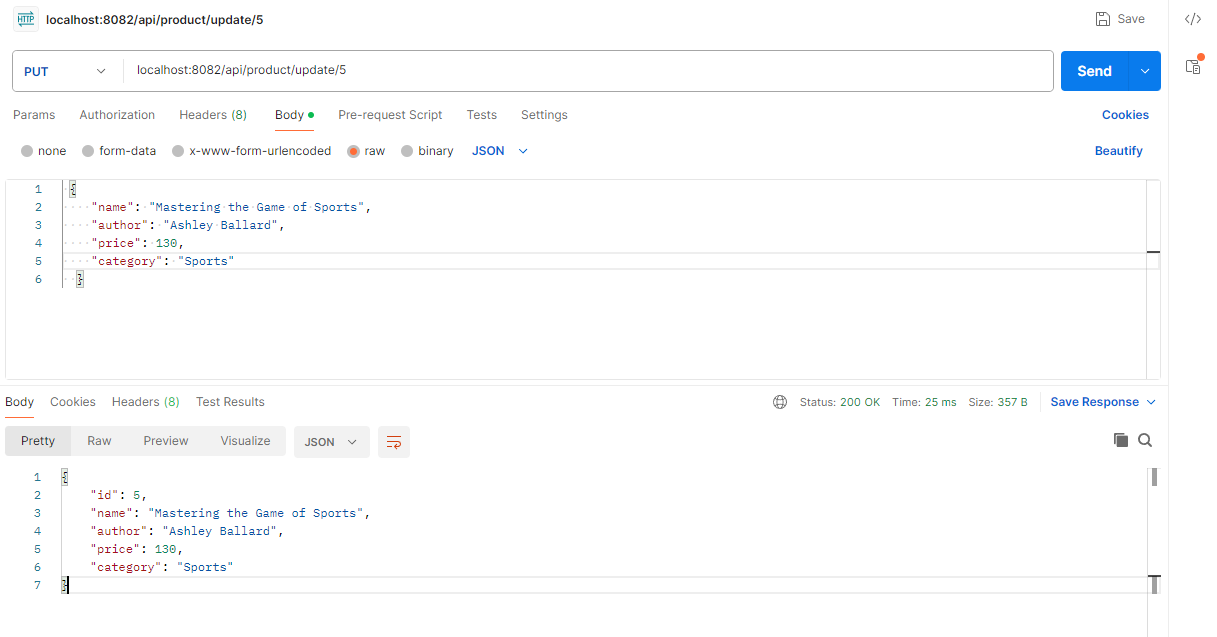 HTTP localhost:8082/api/product/update/5 Save </>
PUT localhost:8082/api/product/update/5 Send
Params Authorization Headers (8) Body Pre-request Script Tests Settings Cookies
none form-data x-www-form-urlencoded raw binary JSON Beautify
1 {
2 "name": "Mastering the Game of Sports",
3 "author": "Ashley Ballard",
4 "price": 130,
5 "category": "Sports"
6 }
Body Cookies Headers (8) Test Results Status: 200 OK Time: 25 ms Size: 357 B Save Response
Pretty Raw Preview Visualize JSON
1 {
2 "id": 5,
3 "name": "Mastering the Game of Sports",
4 "author": "Ashley Ballard",
5 "price": 130,
6 "category": "Sports"
7 }